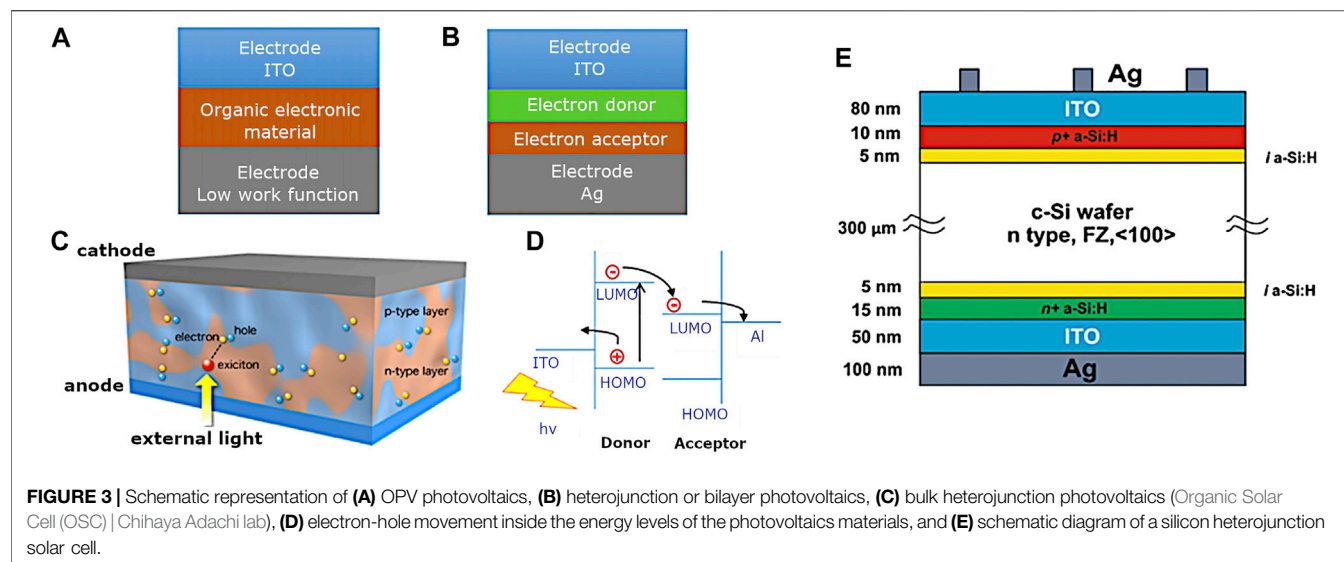 A
Electrode
ITO
Organic electronic
material
Electrode
Low work function
B
Electrode
ITO
Electron donor
Electron acceptor
Electrode
Ag
C
cathode
p-type layer
electron
hole
exiciton
n-type layer
anode
external light
D
LUMO
LUMO
Al
ITO
HOMO
HOMO
hv
Donor
Acceptor
E
Ag
80 nm
ITO
10 nm
p+ a-Si:H
5 nm
i a-Si:H
c-Si wafer
300 µm
n type, FZ,<100>
5 nm
i a-Si:H
15 nm
n+ a-Si:H
50 nm
ITO
100 nm
Ag
FIGURE 3 | Schematic representation of (A) OPV photovoltaics, (B) heterojunction or bilayer photovoltaics, (C) bulk heterojunction photovoltaics (Organic Solar
Cell (OSC) | Chihaya Adachi lab), (D) electron-hole movement inside the energy levels of the photovoltaics materials, and (E) schematic diagram of a silicon heterojunction
solar cell.